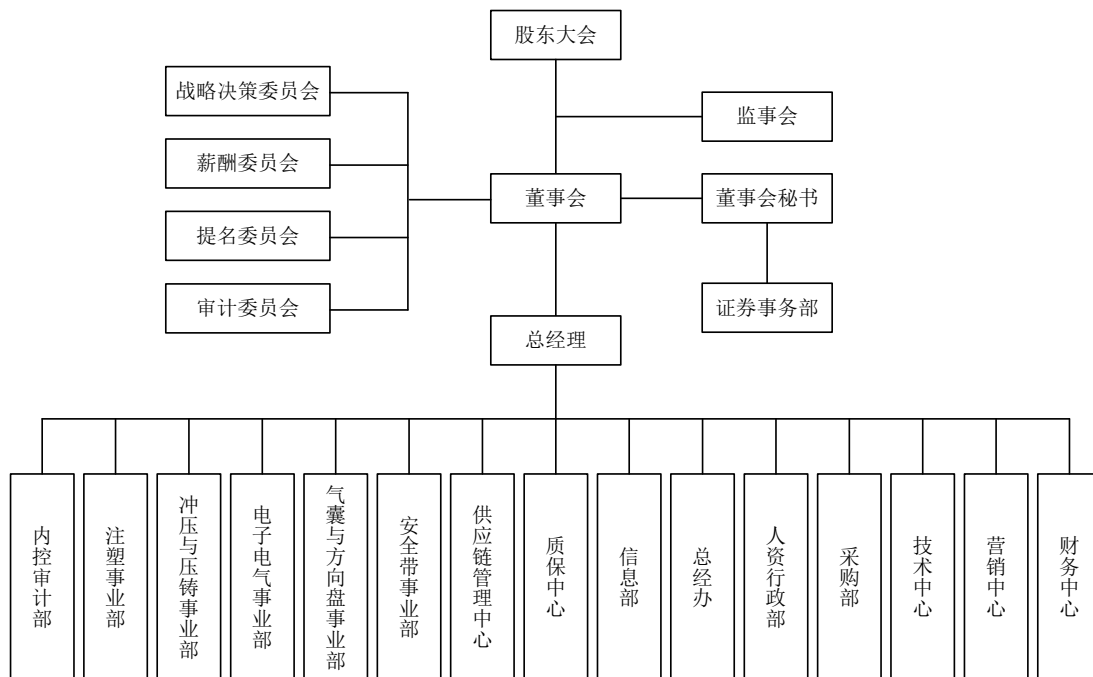 股东大会
战略决策委员会
监事会
薪酬委员会
董事会
董事会秘书
提名委员会
审计委员会
证券事务部
总经理
内控审计部
注塑事业部
冲压与压铸事业部
电子电气事业部
气囊与方向盘事业部
安全带事业部
供应链管理中心
质保中心
信息部
总经办
人资行政部
采购部
技术中心
营销中心
财务中心